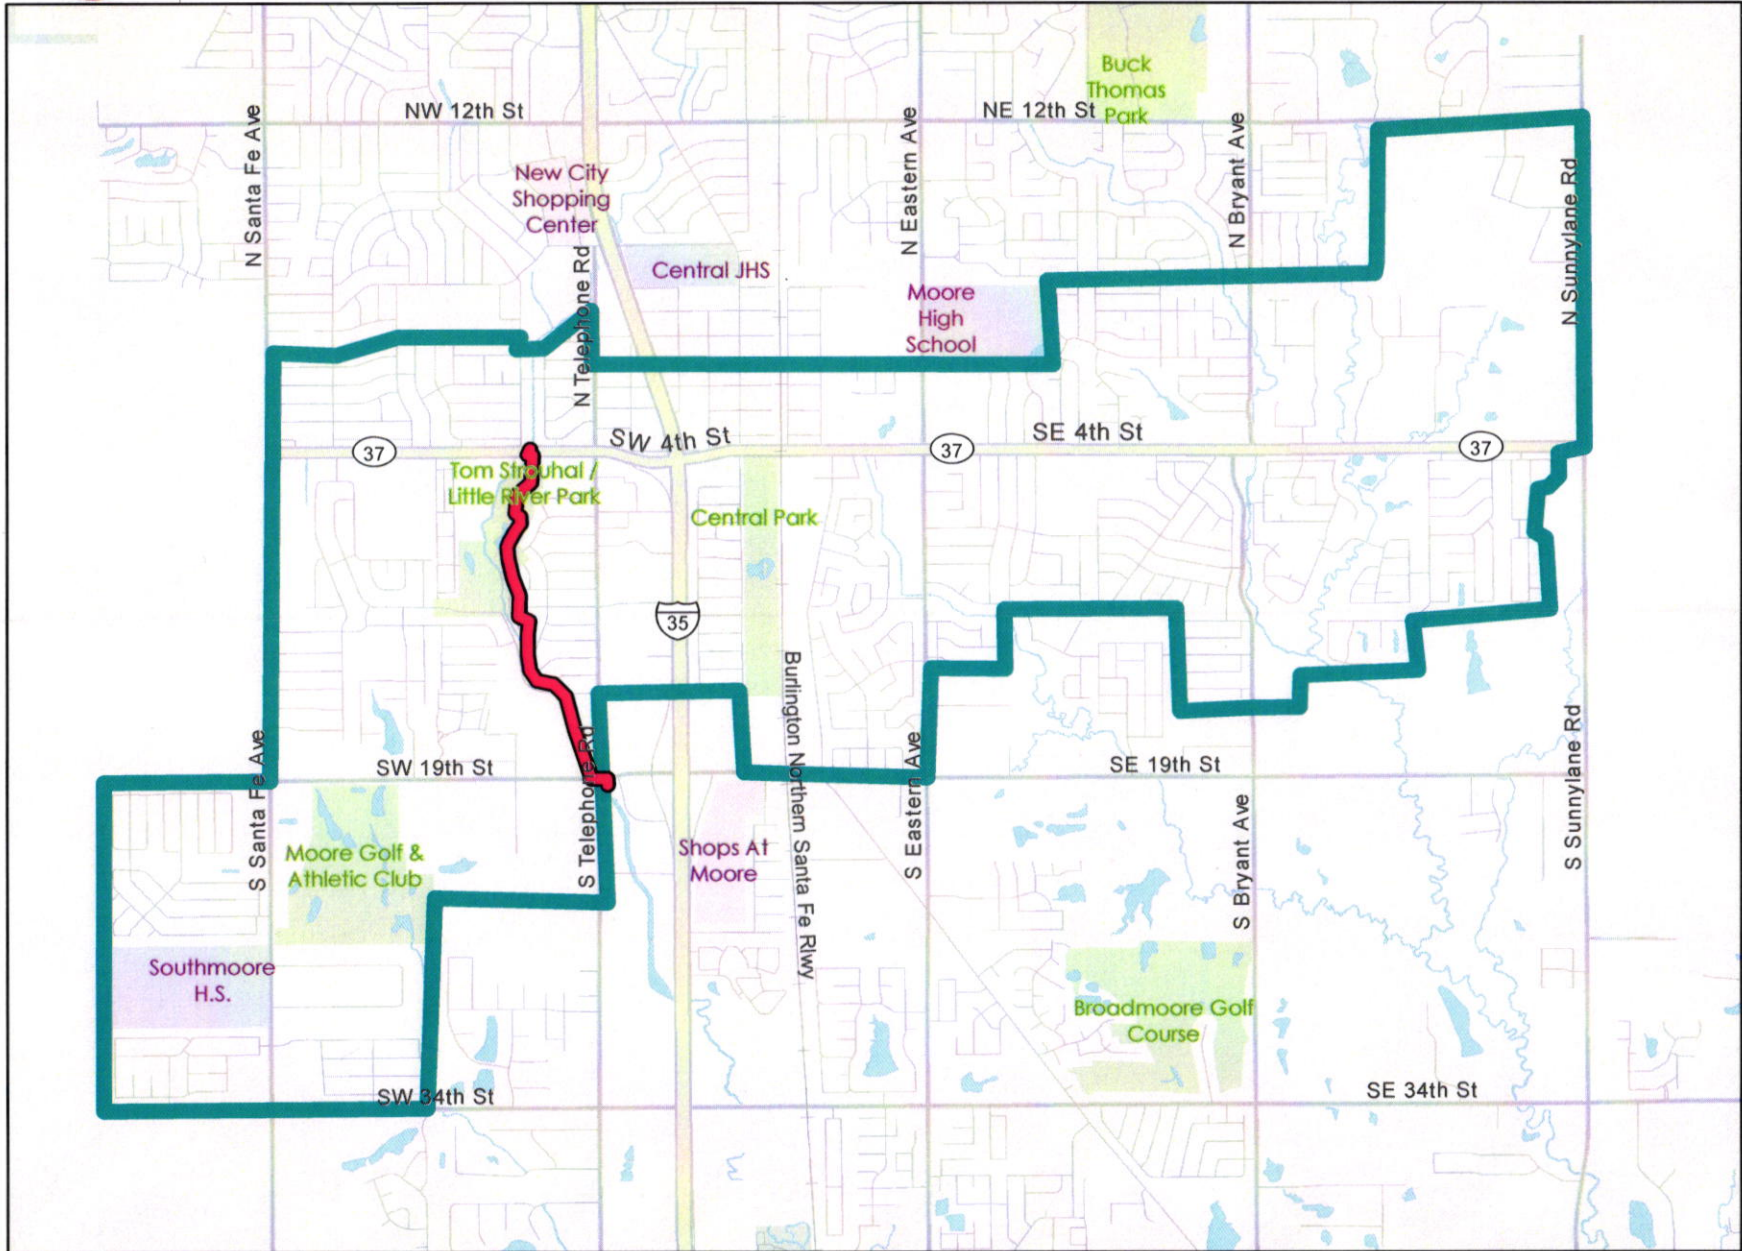 Buck
Thomas
Park
NW 12th St
NE 12th St
N Santa Fe Ave
N Eastern Ave
N Bryant Ave
N Sunnylane Rd
New City
Shopping
Center
N Telephone Rd
Central JHS
Moore
High
School
SW 4th St
SE 4th St
37
37
37
Tom Strouhal /
Little River Park
Central Park
35
Burlington Northern Santa Fe Rlwy
S Santa Fe Ave
SW 19th St
S Telephone Rd
S Eastern Ave
SE 19th St
S Bryant Ave
S Sunnylane Rd
Moore Golf &
Athletic Club
Shops At
Moore
Southmoore
H.S.
Broadmoore Golf
Course
SW 34th St
SE 34th St